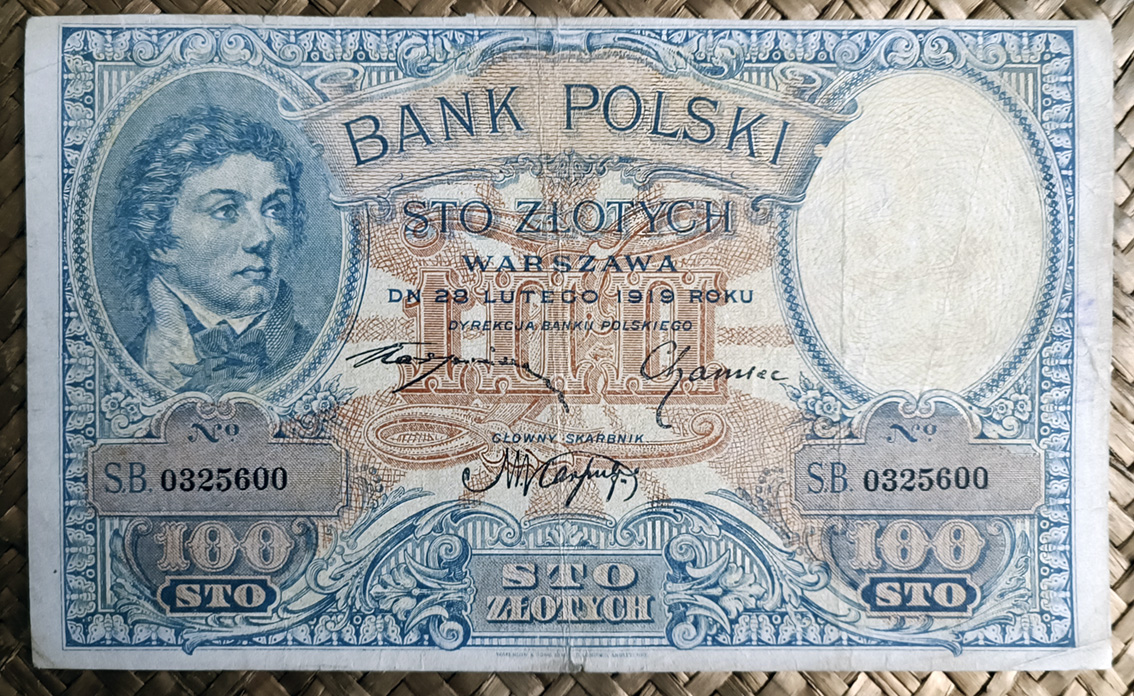 BANK POLSKI
STO ZŁOTYCH
WARSZAWA
DN 28 LUTEGO 1919 ROKU
DYREKCJA BANKU POLSKIEGO
100
GŁÓWNY SKARBNIK
No
No
S.B. 0325600
S.B. 0325600
100
100
STO
STO
STO
ZŁOTYCH